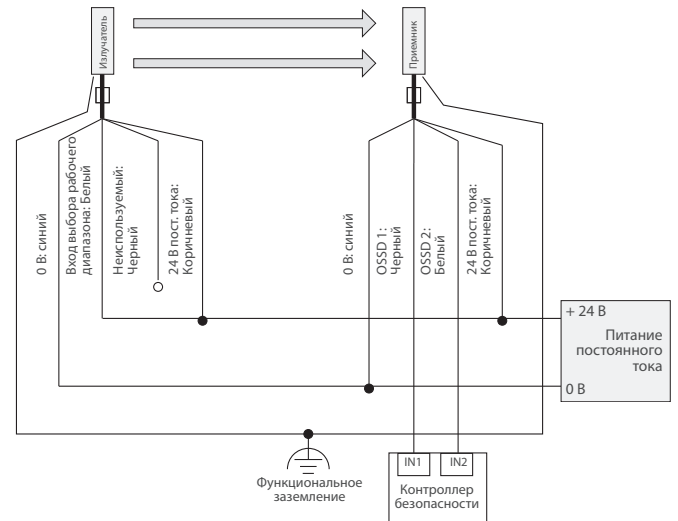 Излучатель
Приемник
0 В: синий
Вход выбора рабочего
диапазона: Белый
Неиспользуемый:
Черный
24 В пост. тока:
Коричневый
0 В: синий
OSSD 1:
Черный
OSSD 2:
Белый
24 В пост. тока:
Коричневый
+ 24 В
Питание
постоянного
тока
0 В
Функциональное
заземление
IN1
IN2
Контроллер
безопасности